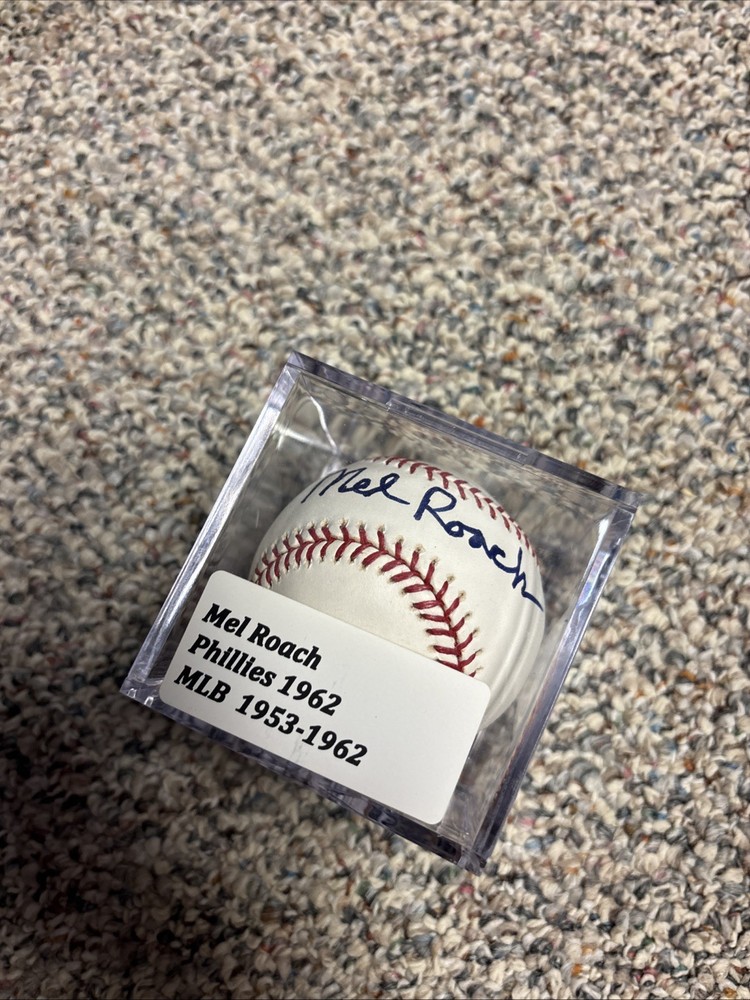 Mel Roach
Mel Roach
Phillies 1962
MLB 1953-1962